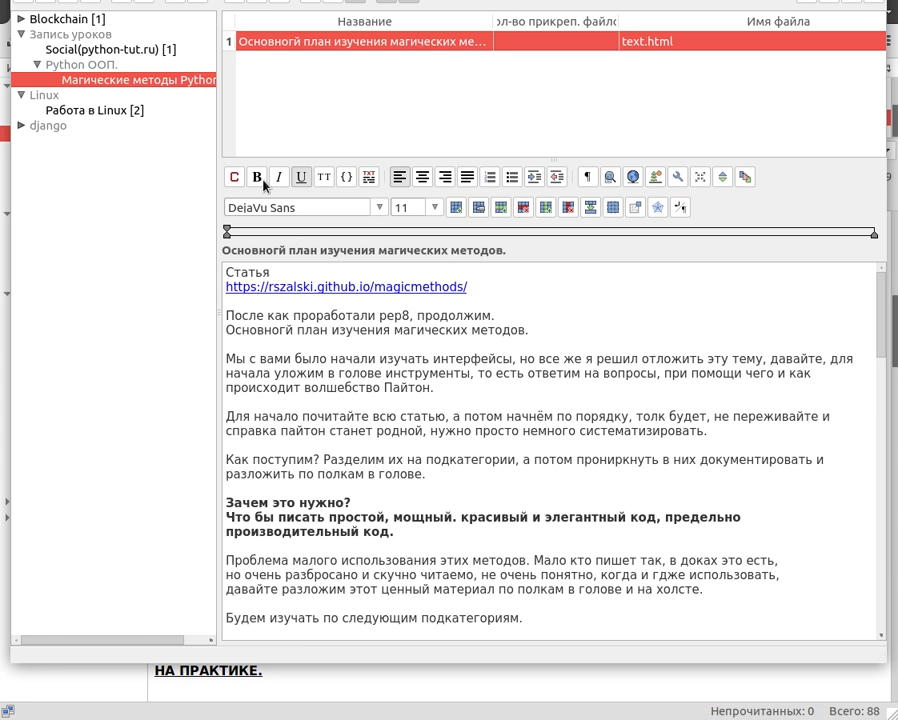 Blockchain [1]
Запись уроков
Social(python-tut.ru) [1]
Python ООП.
Магические методы Python
Linux
Работа в Linux [2]
django
Название
ол-во прикреп. файло
Имя файла
1 Основногй план изучения магических ме... text.html
C B I U TT {} TXT
DejaVu Sans 11
Основногй план изучения магических методов.
Статья
https://rszalski.github.io/magicmethods/
После как проработали pep8, продолжим.
Основногй план изучения магических методов.
Мы с вами было начали изучать интерфейсы, но все же я решил отложить эту тему, давайте, для
начала уложим в голове инструменты, то есть ответим на вопросы, при помощи чего и как
происходит волшебство Пайтон.
Для начало почитайте всю статью, а потом начнём по порядку, толк будет, не переживайте и
справка пайтон станет родной, нужно просто немного систематизировать.
Как поступим? Разделим их на подкатегории, а потом прониркнуть в них документировать и
разложить по полкам в голове.
Зачем это нужно?
Что бы писать простой, мощный. красивый и элегантный код, предельно
производительный код.
Проблема малого использования этих методов. Мало кто пишет так, в доках это есть,
но очень разбросано и скучно читаемо, не очень понятно, когда и гдже использовать,
давайте разложим этот ценный материал по полкам в голове и на холсте.
Будем изучать по следующим подкатегориям.
НА ПРАКТИКЕ.
Непрочитанных: 0 Всего: 88